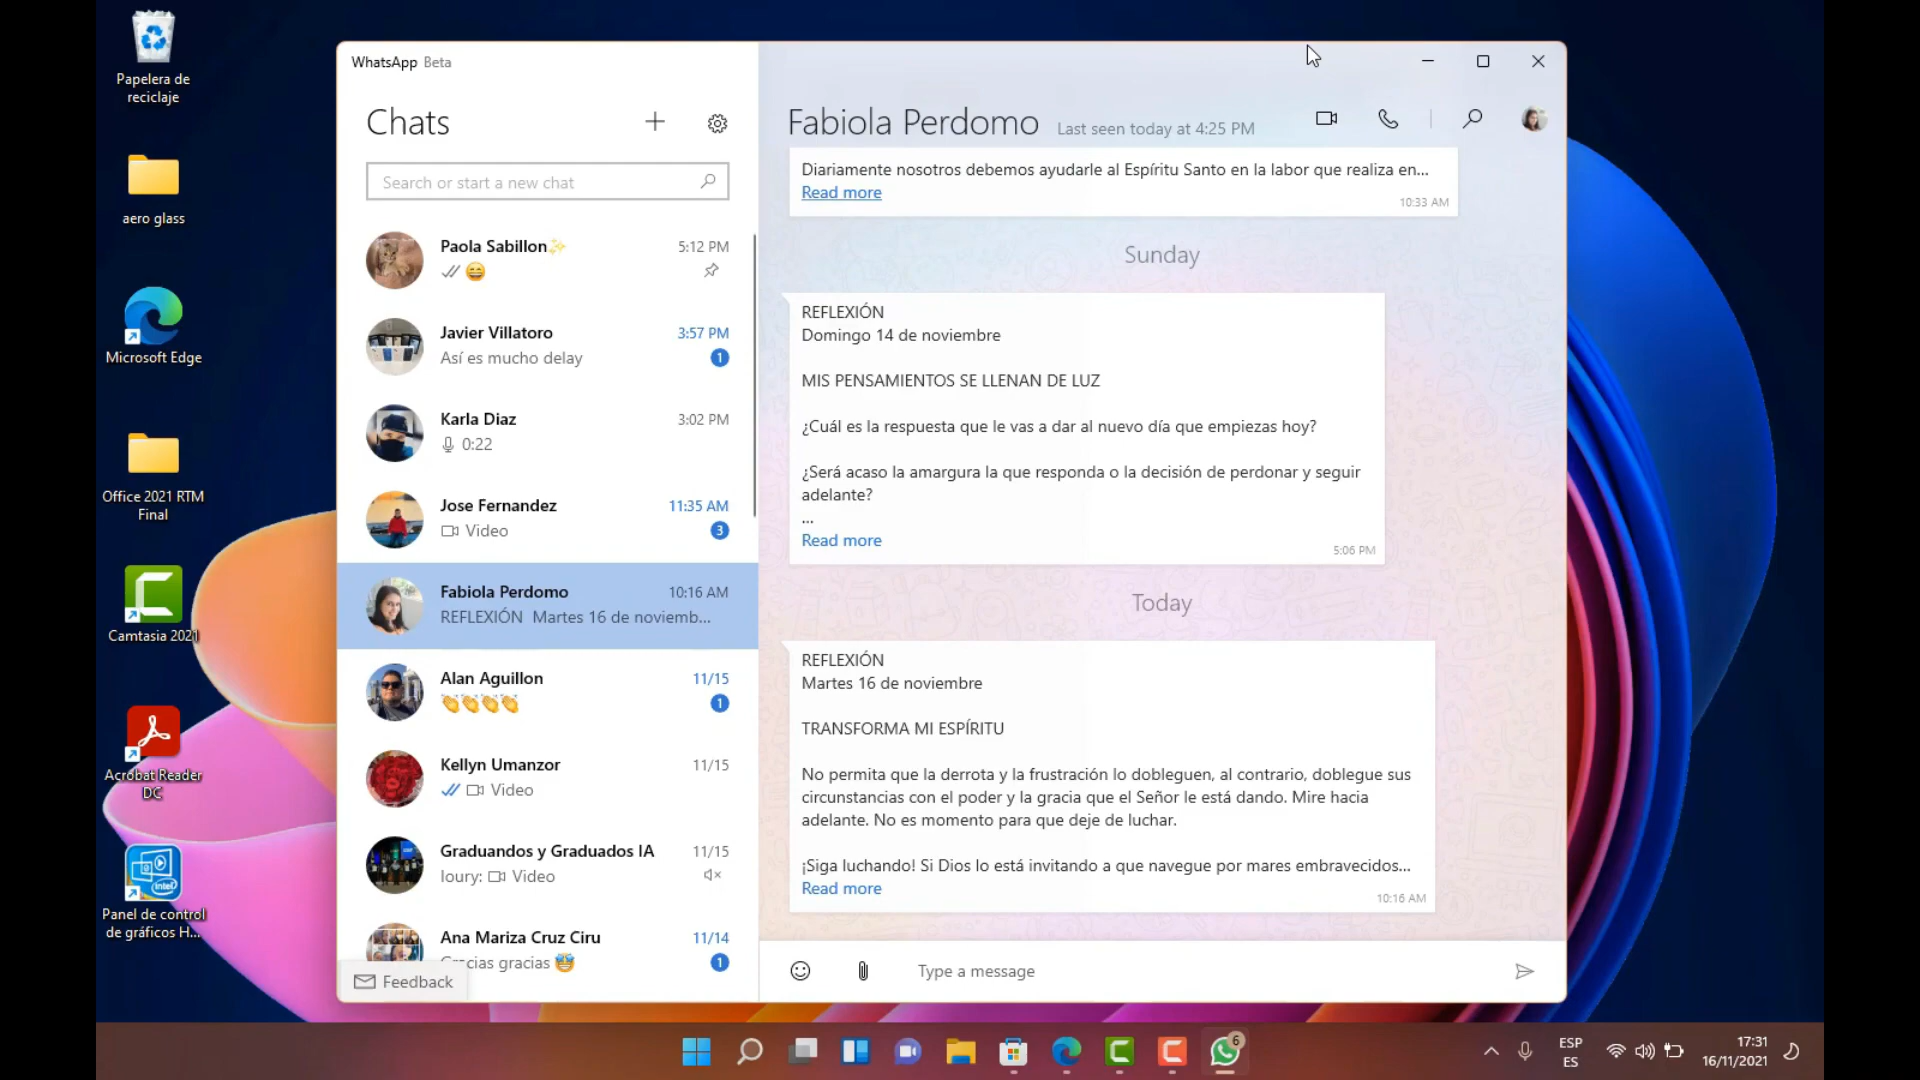 Papelera de
reciclaje
aero glass
Microsoft Edge
Office 2021 RTM
Final
Camtasia 2021
Acrobat Reader
DC
Panel de control
de gráficos H...
WhatsApp Beta
Chats
Search or start a new chat
Paola Sabillon✨ 5:12 PM
😄
Javier Villatoro 3:57 PM
Así es mucho delay 1
Karla Diaz 3:02 PM
0:22
Jose Fernandez 11:35 AM
Video 3
Fabiola Perdomo 10:16 AM
REFLEXIÓN Martes 16 de noviemb...
Alan Aguillon 11/15
👏👏👏👏 1
Kellyn Umanzor 11/15
Video
Graduandos y Graduados IA 11/15
Ioury: Video
Ana Mariza Cruz Ciru 11/14
Gracias gracias 🤩 1
Feedback
Fabiola Perdomo Last seen today at 4:25 PM
Diariamente nosotros debemos ayudarle al Espíritu Santo en la labor que realiza en...
Read more
10:33 AM
Sunday
REFLEXIÓN
Domingo 14 de noviembre
MIS PENSAMIENTOS SE LLENAN DE LUZ
¿Cuál es la respuesta que le vas a dar al nuevo día que empiezas hoy?
¿Será acaso la amargura la que responda o la decisión de perdonar y seguir
adelante?
...
Read more
5:06 PM
Today
REFLEXIÓN
Martes 16 de noviembre
TRANSFORMA MI ESPÍRITU
No permita que la derrota y la frustración lo dobleguen, al contrario, doblegue sus
circunstancias con el poder y la gracia que el Señor le está dando. Mire hacia
adelante. No es momento para que deje de luchar.
¡Siga luchando! Si Dios lo está invitando a que navegue por mares embravecidos...
Read more
10:16 AM
Type a message
6
ESP
ES
17:31
16/11/2021